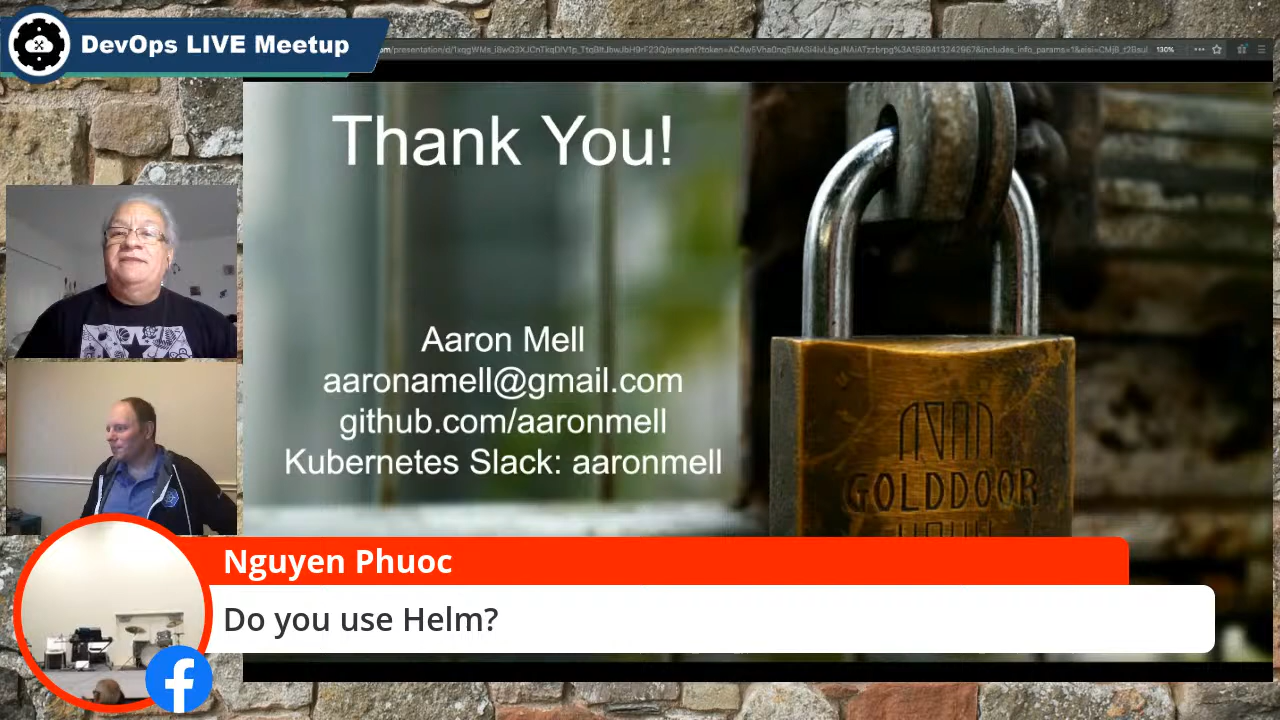 DevOps LIVE Meetup
130%
Thank You!
Aaron Mell
aaronamell@gmail.com
github.com/aaronmell
Kubernetes Slack: aaronmell
GOLDDOOR
Nguyen Phuoc
Do you use Helm?